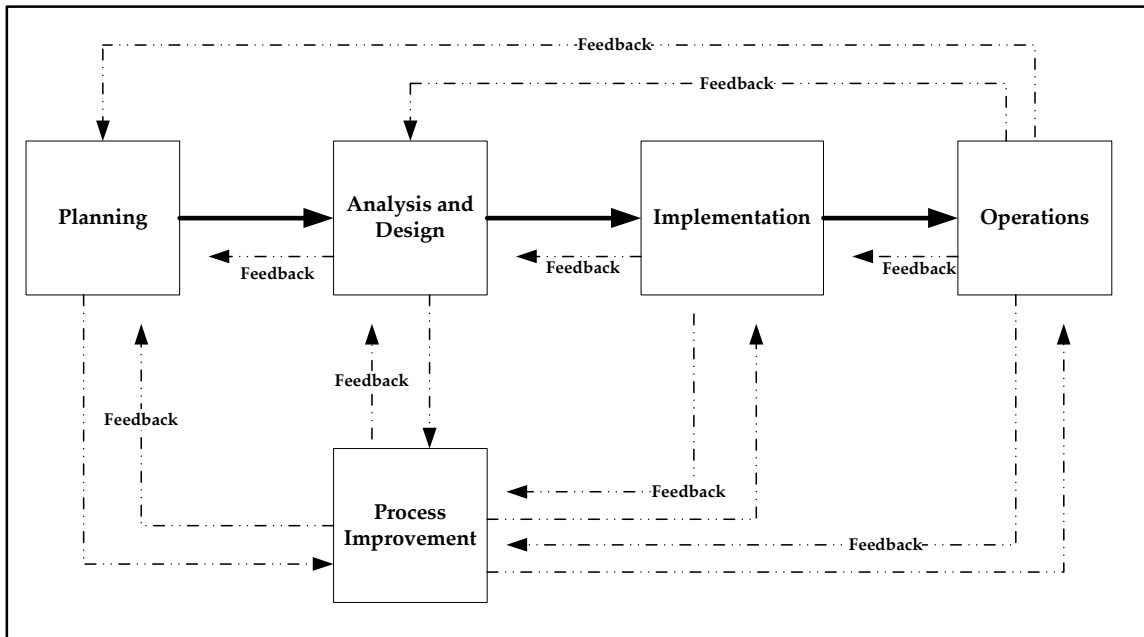 Feedback
Feedback
Planning
Analysis and
Design
Implementation
Operations
Feedback
Feedback
Feedback
Feedback
Feedback
Feedback
Process
Improvement
Feedback